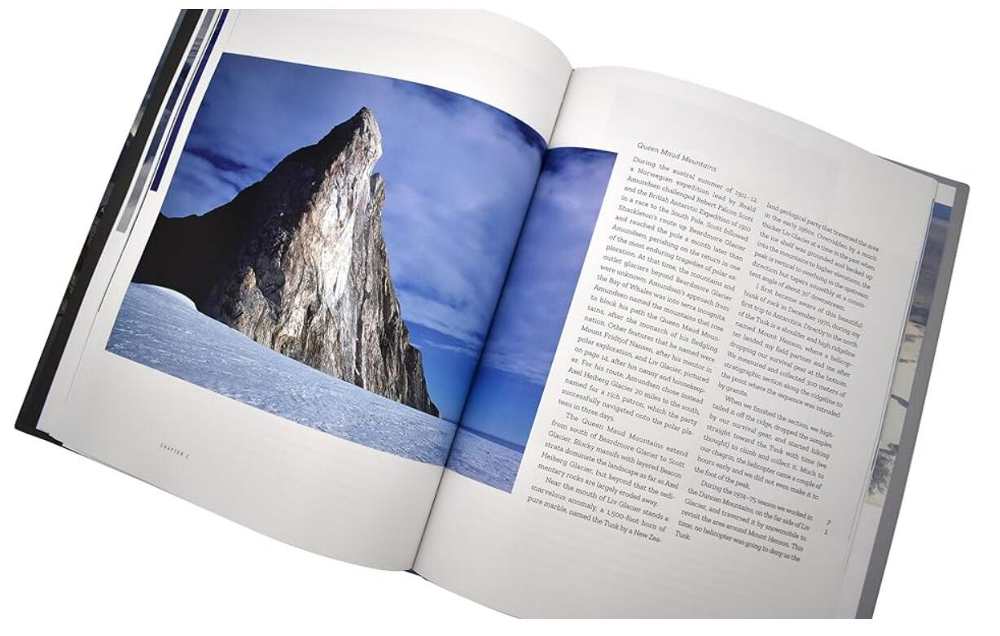 CHAPTER 2
Queen Maud Mountains
During the austral summer of 1911–12,
a Norwegian expedition lead by Roald
Amundsen challenged Robert Falcon Scott
and the British Antarctic Expedition of 1910
in a race to the South Pole. Scott followed
Shackleton's route up Beardmore Glacier
and reached the pole a month later than
Amundsen, perishing on the return in one
of the most enduring tragedies of polar ex-
ploration. At that time, the mountains and
outlet glaciers beyond Beardmore Glacier
were unknown. Amundsen's approach from
the Bay of Whales was into terra incognita.
Amundsen named the mountains that rose
to block his path the Queen Maud Moun-
tains, after the monarch of his fledgling
nation. Other features that he named were
Mount Fridtjof Nansen, after his mentor in
polar exploration, and Liv Glacier, pictured
on page 14, after his nanny and housekeep-
er. For his route, Amundsen chose instead
Axel Heiberg Glacier 20 miles to the south,
named for a rich patron, which the party
successfully navigated onto the polar pla-
teau in three days.
The Queen Maud Mountains extend
from south of Beardmore Glacier to Scott
Glacier. Blocky massifs with layered Beacon
strata dominate the landscape as far as Axel
Heiberg Glacier, but beyond that the sedi-
mentary rocks are largely eroded away.
Near the mouth of Liv Glacier stands a
marvelous anomaly, a 1,500-foot horn of
pure marble, named the Tusk by a New Zea-
land geological party that traversed the area
in the early 1960s. Overridden by a much
thicker Liv Glacier at a time in the past when
the ice shelf was grounded and backed up
into the mountains to higher elevations, the
peak is vertical to overhung in the upstream
direction but tapers smoothly at a consis-
tent angle of about 30° downstream.
I first became aware of this beautiful
hunk of rock in December 1970, during my
first trip to Antarctica. Directly to the north
of the Tusk is a shoulder and high ridgeline
named Mount Henson, where a helicop-
ter landed my field partner and me after
dropping our survival gear at the bottom.
We measured and collected 300 meters of
stratigraphic section along the ridgeline to
the point where the sequence was intruded
by granite.
When we finished the section, we high-
tailed it off the ridge, dropped the samples
by our survival gear, and started hiking
straight toward the Tusk with time (we
thought) to climb and collect it. Much to
our chagrin, the helicopter came a couple of
hours early and we did not even make it to
the foot of the peak.
During the 1974–75 season we worked in
the Duncan Mountains, on the far side of Liv
Glacier, and traversed it by snowmobile to
revisit the area around Mount Henson. This
time, no helicopter was going to deny us the
Tusk.
7
1